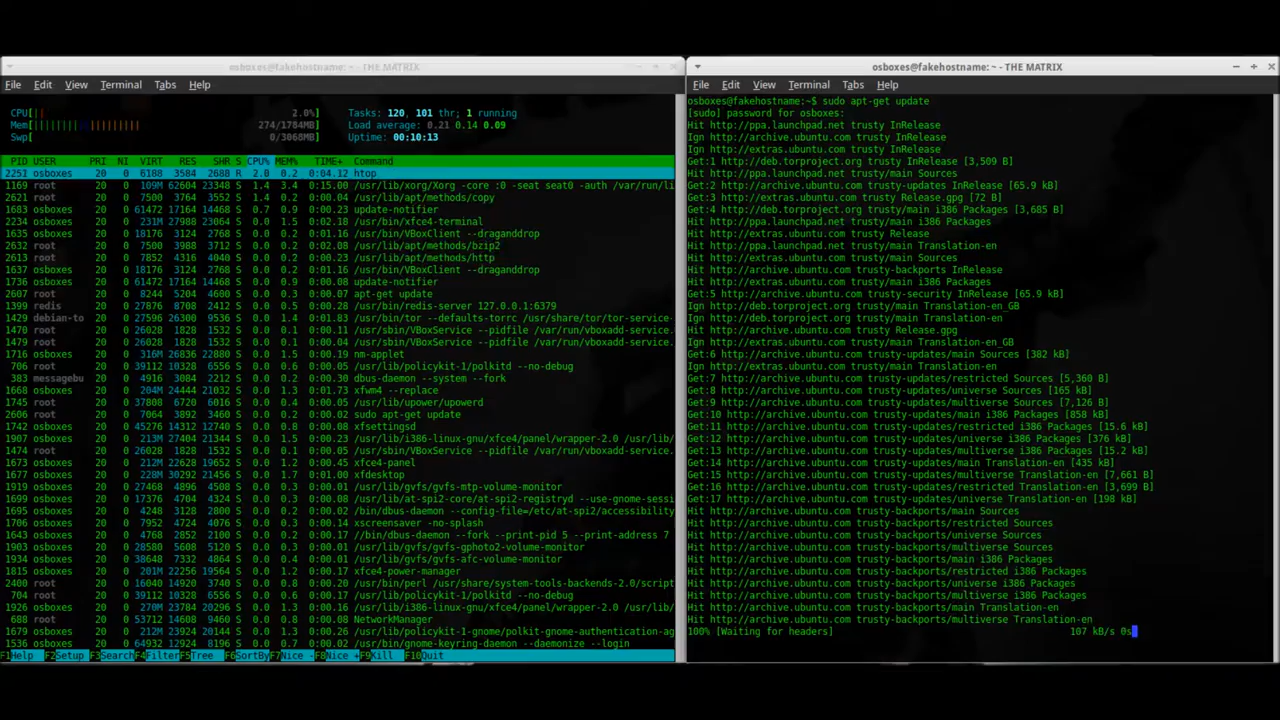 osboxes@fakehostname: ~ - THE MATRIX
File Edit View Terminal Tabs Help
CPU[|| 2.0%] Tasks: 120, 101 thr; 1 running
Mem[||||||||||||||||||| 274/1784MB] Load average: 0.21 0.14 0.09
Swp[ 0/3068MB] Uptime: 00:10:13
PID USER PRI NI VIRT RES SHR S CPU% MEM% TIME+ Command
2251 osboxes 20 0 6188 3584 2688 R 2.0 0.2 0:04.12 htop
1169 root 20 0 109M 62604 23348 S 1.4 3.4 0:15.00 /usr/lib/xorg/Xorg -core :0 -seat seat0 -auth /var/run/li
2621 root 20 0 7500 3764 3552 S 1.4 0.2 0:00.04 /usr/lib/apt/methods/copy
1683 osboxes 20 0 61472 17164 14468 S 0.7 0.9 0:00.23 update-notifier
2234 osboxes 20 0 231M 27988 23064 S 0.0 1.5 0:02.18 /usr/bin/xfce4-terminal
1635 osboxes 20 0 18176 3124 2768 S 0.0 0.2 0:01.16 /usr/bin/VBoxClient --draganddrop
2632 root 20 0 7500 3988 3712 S 0.0 0.2 0:02.08 /usr/lib/apt/methods/bzip2
2613 root 20 0 7852 4316 4040 S 0.0 0.2 0:00.23 /usr/lib/apt/methods/http
1637 osboxes 20 0 18176 3124 2768 S 0.0 0.2 0:01.16 /usr/bin/VBoxClient --draganddrop
1736 osboxes 20 0 61472 17164 14468 S 0.0 0.9 0:00.08 update-notifier
2607 root 20 0 8244 5204 4600 S 0.0 0.3 0:00.07 apt-get update
1399 redis 20 0 27876 8708 2412 S 0.0 0.5 0:00.28 /usr/bin/redis-server 127.0.0.1:6379
1429 debian-to 20 0 27596 26300 9536 S 0.0 1.4 0:01.83 /usr/bin/tor --defaults-torrc /usr/share/tor/tor-service-
1470 root 20 0 26028 1828 1532 S 0.0 0.1 0:00.11 /usr/sbin/VBoxService --pidfile /var/run/vboxadd-service.
1479 root 20 0 26028 1828 1532 S 0.0 0.1 0:00.04 /usr/sbin/VBoxService --pidfile /var/run/vboxadd-service.
1716 osboxes 20 0 316M 26836 22880 S 0.0 1.5 0:00.19 nm-applet
706 root 20 0 39112 10328 6556 S 0.0 0.6 0:00.05 /usr/lib/policykit-1/polkitd --no-debug
383 messagebu 20 0 4916 3084 2212 S 0.0 0.2 0:00.30 dbus-daemon --system --fork
1668 osboxes 20 0 204M 24444 21032 S 0.0 1.3 0:01.73 xfwm4 --replace
1745 root 20 0 37808 6720 6016 S 0.0 0.4 0:00.05 /usr/lib/upower/upowerd
2606 root 20 0 7064 3892 3460 S 0.0 0.2 0:00.02 sudo apt-get update
1742 osboxes 20 0 45276 14312 12740 S 0.0 0.8 0:00.00 xfsettingsd
1907 osboxes 20 0 213M 27404 21344 S 0.0 1.5 0:00.23 /usr/lib/i386-linux-gnu/xfce4/panel/wrapper-2.0 /usr/lib/
1474 root 20 0 26028 1828 1532 S 0.0 0.1 0:00.02 /usr/sbin/VBoxService --pidfile /var/run/vboxadd-service.
1673 osboxes 20 0 212M 22628 19652 S 0.0 1.2 0:00.45 xfce4-panel
1677 osboxes 20 0 228M 30292 21456 S 0.0 1.7 0:01.00 xfdesktop
1919 osboxes 20 0 27468 4896 4508 S 0.0 0.3 0:00.01 /usr/lib/gvfs/gvfs-mtp-volume-monitor
1699 osboxes 20 0 17376 4704 4324 S 0.0 0.3 0:00.08 /usr/lib/at-spi2-core/at-spi2-registryd --use-gnome-sessi
1695 osboxes 20 0 4248 3128 2800 S 0.0 0.2 0:00.01 /bin/dbus-daemon --config-file=/etc/at-spi2/accessibility
1706 osboxes 20 0 7952 4724 4076 S 0.0 0.3 0:00.14 xscreensaver -no-splash
1643 osboxes 20 0 4768 2852 2100 S 0.0 0.2 0:00.17 //bin/dbus-daemon --fork --print-pid 5 --print-address 7
1903 osboxes 20 0 28580 5608 5120 S 0.0 0.3 0:00.01 /usr/lib/gvfs/gvfs-gphoto2-volume-monitor
1934 osboxes 20 0 38648 7332 4864 S 0.0 0.4 0:00.01 /usr/lib/gvfs/gvfs-afc-volume-monitor
1815 osboxes 20 0 201M 22256 19564 S 0.0 1.2 0:00.17 xfce4-power-manager
2400 root 20 0 16040 14920 3740 S 0.0 0.8 0:00.20 /usr/bin/perl /usr/share/system-tools-backends-2.0/script
704 root 20 0 39112 10328 6556 S 0.0 0.6 0:00.17 /usr/lib/policykit-1/polkitd --no-debug
1926 osboxes 20 0 270M 23784 20296 S 0.0 1.3 0:00.16 /usr/lib/i386-linux-gnu/xfce4/panel/wrapper-2.0 /usr/lib/
688 root 20 0 53712 14608 9460 S 0.0 0.8 0:00.08 NetworkManager
1679 osboxes 20 0 212M 23924 20144 S 0.0 1.3 0:00.26 /usr/lib/policykit-1-gnome/polkit-gnome-authentication-ag
1536 osboxes 20 0 64932 12924 8196 S 0.0 0.7 0:00.02 /usr/bin/gnome-keyring-daemon --daemonize --login
F1Help F2Setup F3Search F4Filter F5Tree F6SortBy F7Nice - F8Nice + F9Kill F10Quit
osboxes@fakehostname: ~ - THE MATRIX
File Edit View Terminal Tabs Help
osboxes@fakehostname:~$ sudo apt-get update
[sudo] password for osboxes:
Hit http://ppa.launchpad.net trusty InRelease
Ign http://archive.ubuntu.com trusty InRelease
Ign http://extras.ubuntu.com trusty InRelease
Get:1 http://deb.torproject.org trusty InRelease [3,509 B]
Hit http://ppa.launchpad.net trusty/main Sources
Get:2 http://archive.ubuntu.com trusty-updates InRelease [65.9 kB]
Get:3 http://extras.ubuntu.com trusty Release.gpg [72 B]
Get:4 http://deb.torproject.org trusty/main i386 Packages [3,685 B]
Hit http://ppa.launchpad.net trusty/main i386 Packages
Hit http://extras.ubuntu.com trusty Release
Hit http://ppa.launchpad.net trusty/main Translation-en
Hit http://extras.ubuntu.com trusty/main Sources
Hit http://archive.ubuntu.com trusty-backports InRelease
Hit http://extras.ubuntu.com trusty/main i386 Packages
Get:5 http://archive.ubuntu.com trusty-security InRelease [65.9 kB]
Ign http://deb.torproject.org trusty/main Translation-en_GB
Ign http://deb.torproject.org trusty/main Translation-en
Hit http://archive.ubuntu.com trusty Release.gpg
Ign http://extras.ubuntu.com trusty/main Translation-en_GB
Get:6 http://archive.ubuntu.com trusty-updates/main Sources [382 kB]
Ign http://extras.ubuntu.com trusty/main Translation-en
Get:7 http://archive.ubuntu.com trusty-updates/restricted Sources [5,360 B]
Get:8 http://archive.ubuntu.com trusty-updates/universe Sources [165 kB]
Get:9 http://archive.ubuntu.com trusty-updates/multiverse Sources [7,126 B]
Get:10 http://archive.ubuntu.com trusty-updates/main i386 Packages [858 kB]
Get:11 http://archive.ubuntu.com trusty-updates/restricted i386 Packages [15.6 kB]
Get:12 http://archive.ubuntu.com trusty-updates/universe i386 Packages [376 kB]
Get:13 http://archive.ubuntu.com trusty-updates/multiverse i386 Packages [15.2 kB]
Get:14 http://archive.ubuntu.com trusty-updates/main Translation-en [435 kB]
Get:15 http://archive.ubuntu.com trusty-updates/multiverse Translation-en [7,661 B]
Get:16 http://archive.ubuntu.com trusty-updates/restricted Translation-en [3,699 B]
Get:17 http://archive.ubuntu.com trusty-updates/universe Translation-en [198 kB]
Hit http://archive.ubuntu.com trusty-backports/main Sources
Hit http://archive.ubuntu.com trusty-backports/restricted Sources
Hit http://archive.ubuntu.com trusty-backports/universe Sources
Hit http://archive.ubuntu.com trusty-backports/multiverse Sources
Hit http://archive.ubuntu.com trusty-backports/main i386 Packages
Hit http://archive.ubuntu.com trusty-backports/restricted i386 Packages
Hit http://archive.ubuntu.com trusty-backports/universe i386 Packages
Hit http://archive.ubuntu.com trusty-backports/multiverse i386 Packages
Hit http://archive.ubuntu.com trusty-backports/main Translation-en
Hit http://archive.ubuntu.com trusty-backports/multiverse Translation-en
100% [Waiting for headers] 107 kB/s 0s